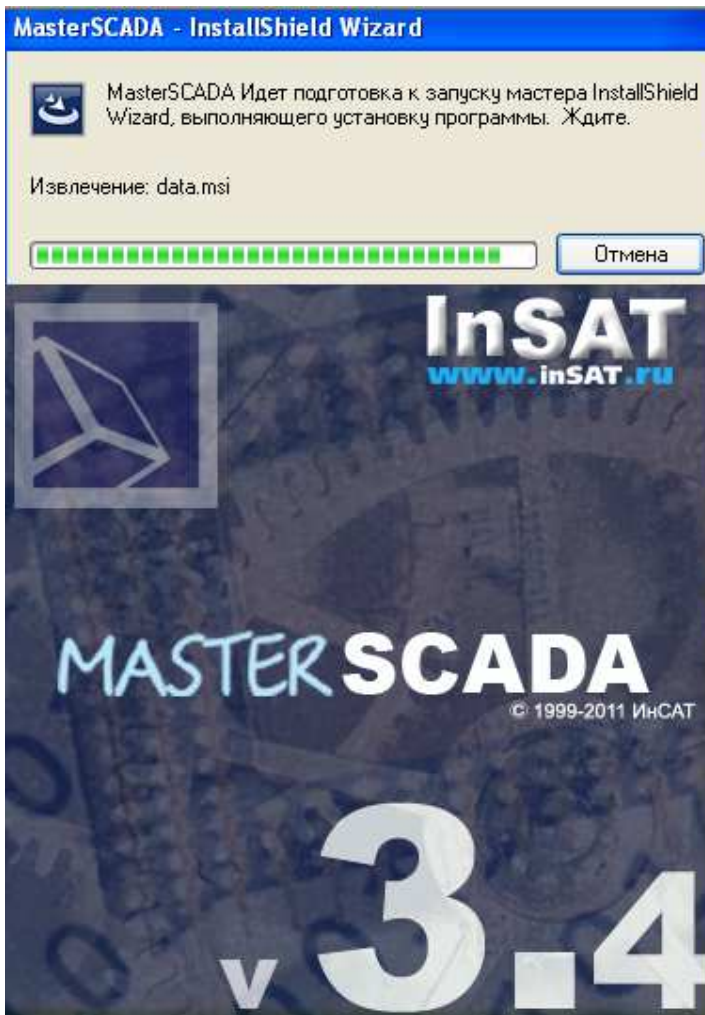 MasterSCADA - InstallShield Wizard
MasterSCADA Идет подготовка к запуску мастера InstallShield
Wizard, выполняющего установку программы. Ждите.
Извлечение: data.msi
Отмена
InSAT
www.inSAT.ru
MASTERSCADA
© 1999-2011 ИнСАТ
v 3.4